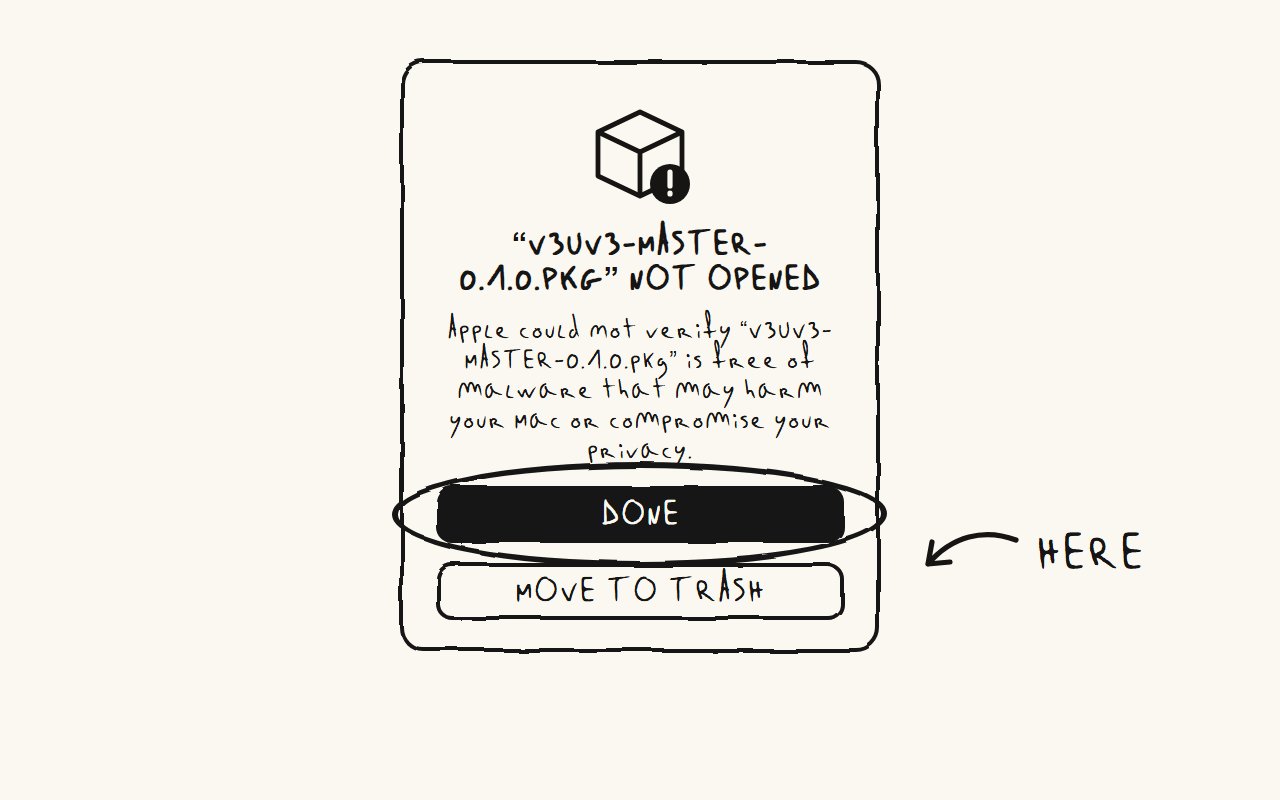 “V3UV3-MASTER-
0.1.0.PKG” NOT OPENED
Apple could not verify “V3UV3-
MASTER-0.1.0.pkg” is free of
malware that may harm
your Mac or compromise your
privacy.
DONE
HERE
MOVE TO TRASH